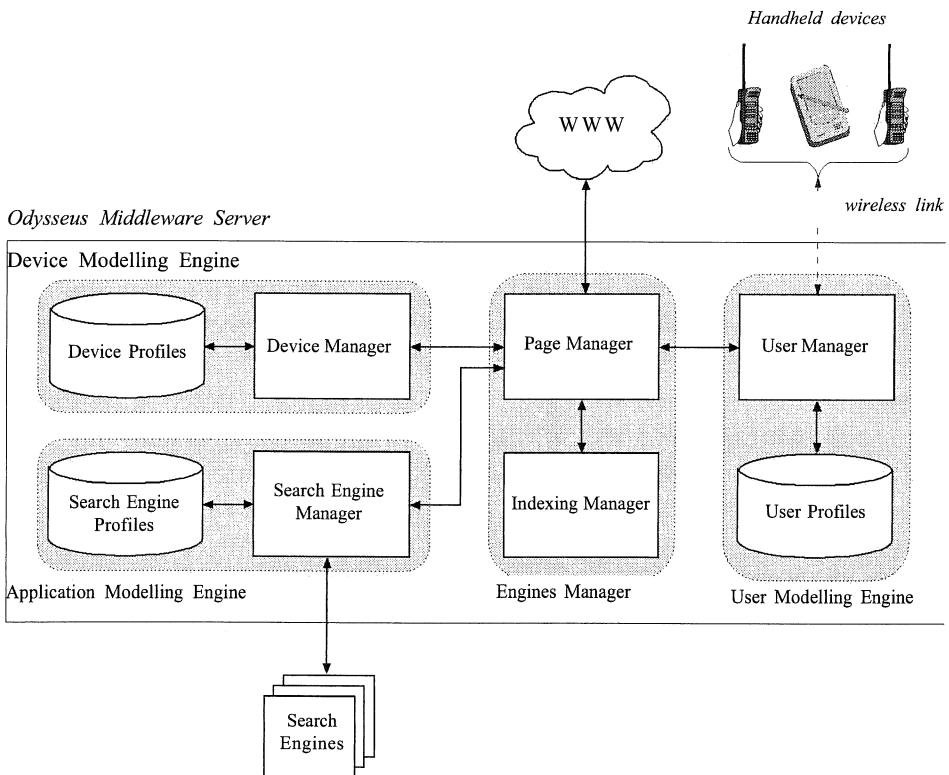 Handheld devices
WWW
wireless link
Odysseus Middleware Server
Device Modelling Engine
Device Profiles
Device Manager
Page Manager
User Manager
Search Engine
Profiles
Search Engine
Manager
Indexing Manager
User Profiles
Application Modelling Engine
Engines Manager
User Modelling Engine
Search
Engines